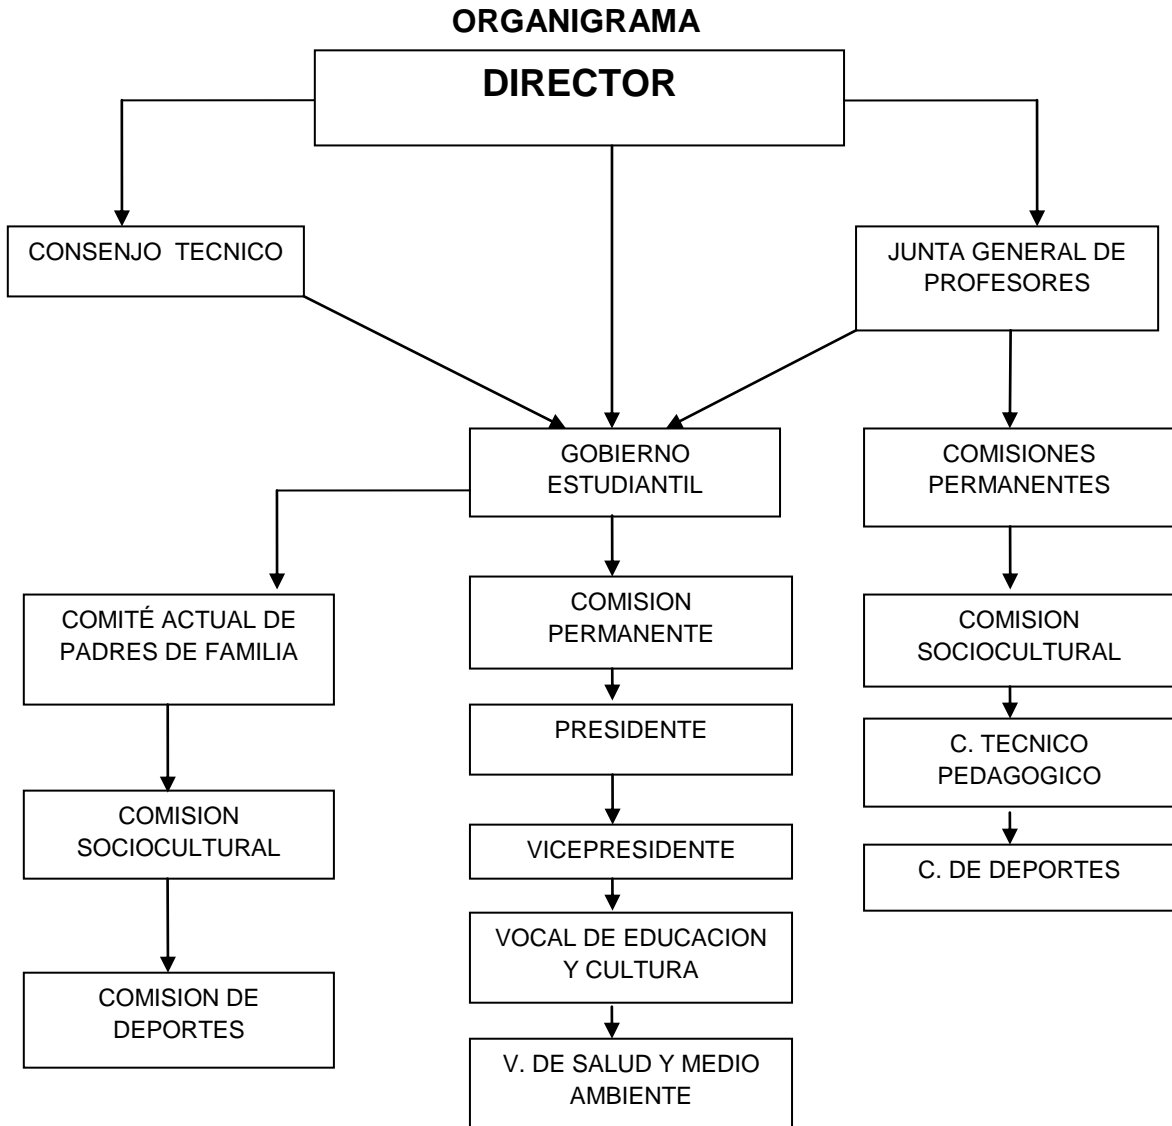 ORGANIGRAMA
DIRECTOR
CONSENJO TECNICO
JUNTA GENERAL DE
PROFESORES
GOBIERNO
ESTUDIANTIL
COMISIONES
PERMANENTES
COMITÉ ACTUAL DE
PADRES DE FAMILIA
COMISION
PERMANENTE
COMISION
SOCIOCULTURAL
PRESIDENTE
C. TECNICO
PEDAGOGICO
COMISION
SOCIOCULTURAL
VICEPRESIDENTE
C. DE DEPORTES
VOCAL DE EDUCACION
Y CULTURA
COMISION DE
DEPORTES
V. DE SALUD Y MEDIO
AMBIENTE